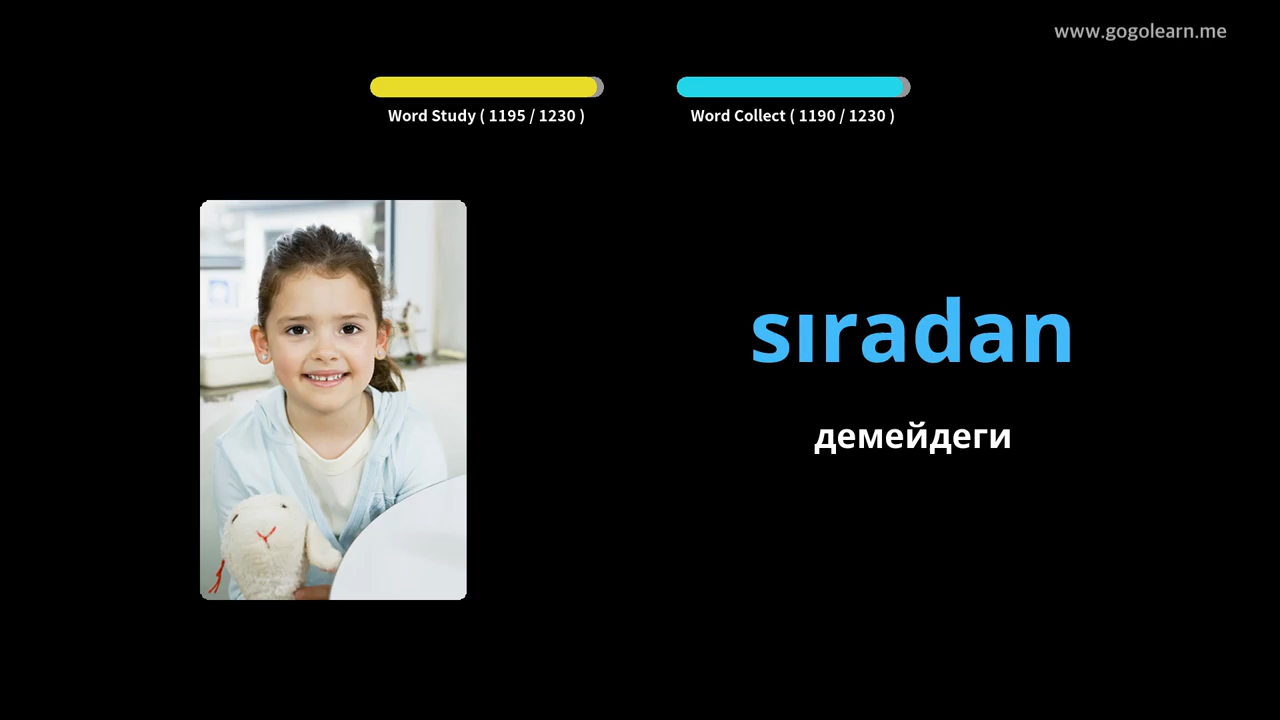 www.gogolearn.me
Word Study ( 1195 / 1230 )
Word Collect ( 1190 / 1230 )
sıradan
демейдеги